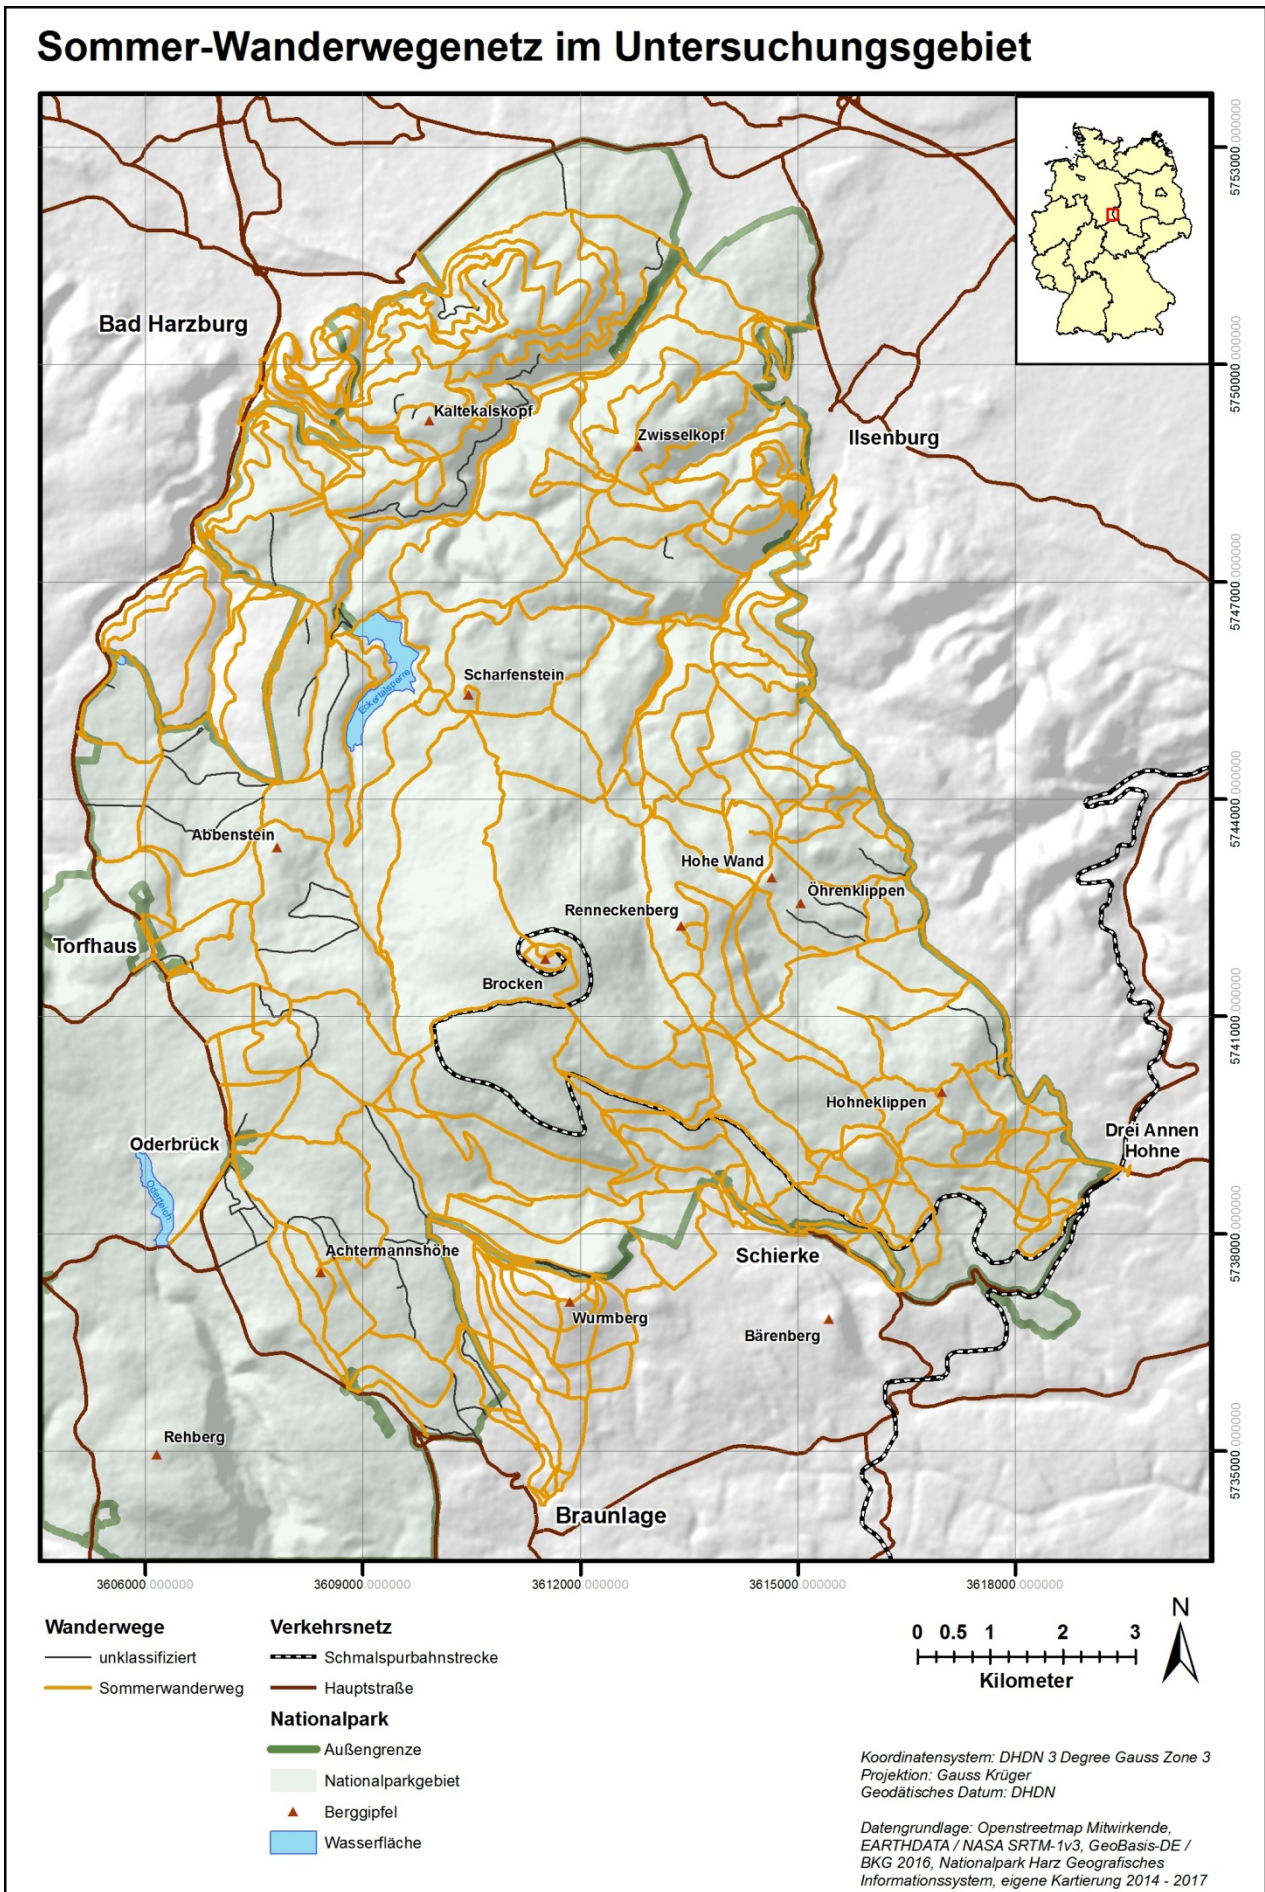 Sommer-Wanderwegenetz im Untersuchungsgebiet
5753000.000000
Bad Harzburg
5750000.000000
Kaltekalskopf
Zwisselkopf
Ilsenburg
5747000.000000
Scharfenstein
Eckertalsperre
5744000.000000
Abbenstein
Hohe Wand
Öhrenklippen
Renneckenberg
Torfhaus
Brocken
5741000.000000
Hohneklippen
Drei Annen
Hohne
Oderbrück
Oderteich
5738000.000000
Achtermannshöhe
Schierke
Wurmberg
Bärenberg
Rehberg
5735000.000000
Braunlage
3606000.000000 3609000.000000 3612000.000000 3615000.000000 3618000.000000
Wanderwege
unklassifiziert
Sommerwanderweg
Verkehrsnetz
Schmalspurbahnstrecke
Hauptstraße
Nationalpark
Außengrenze
Nationalparkgebiet
Berggipfel
Wasserfläche
0 0.5 1 2 3
Kilometer
N
Koordinatensystem: DHDN 3 Degree Gauss Zone 3
Projektion: Gauss Krüger
Geodätisches Datum: DHDN
Datengrundlage: Openstreetmap Mitwirkende,
EARTHDATA / NASA SRTM-1v3, GeoBasis-DE /
BKG 2016, Nationalpark Harz Geografisches
Informationssystem, eigene Kartierung 2014 - 2017